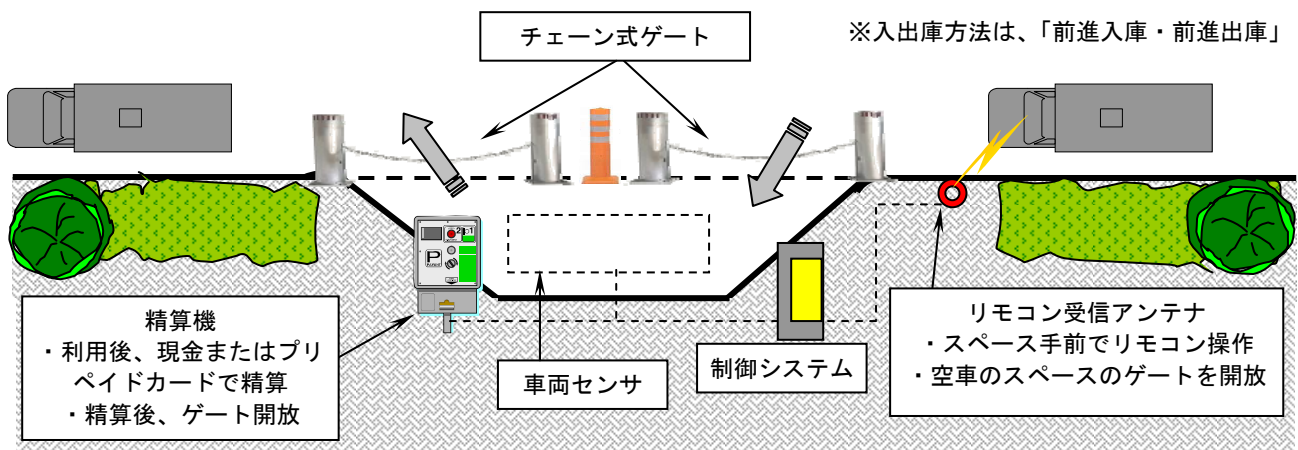 チェーン式ゲート
※入出庫方法は、「前進入庫・前進出庫」
精算機
・利用後、現金またはプリ
ペイドカードで精算
・精算後、ゲート開放
車両センサ
制御システム
リモコン受信アンテナ
・スペース手前でリモコン操作
・空車のスペースのゲートを開放
P
2
1